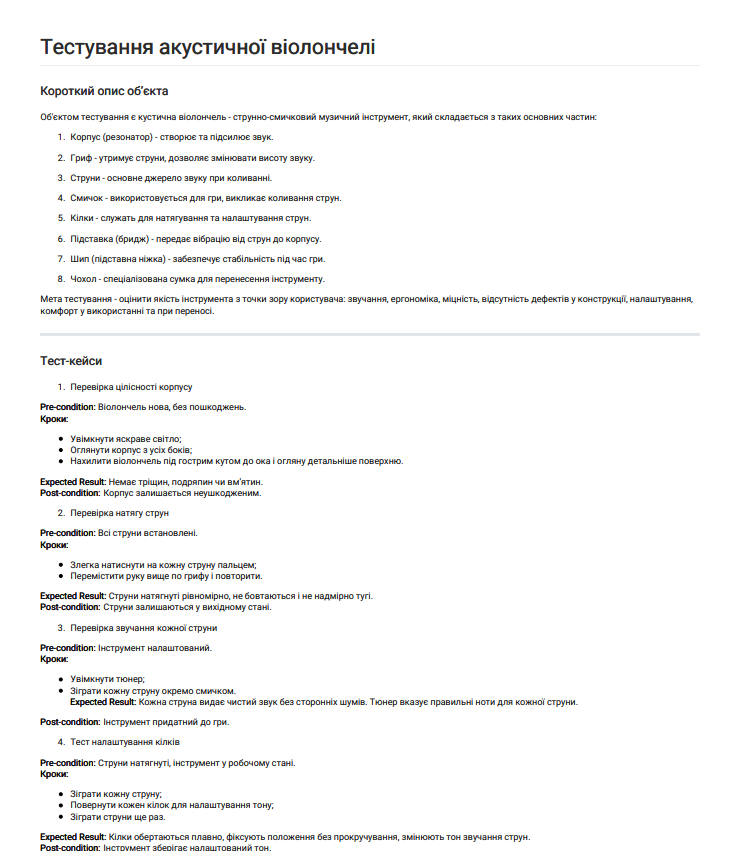 Тестування акустичної віолончелі
Короткий опис об'єкта
Об'єктом тестування є кустична віолончель - струнно-смичковий музичний інструмент, який складається з таких основних частин:
1. Корпус (резонатор) - створює та підсилює звук.
2. Гриф - утримує струни, дозволяє змінювати висоту звуку.
3. Струни - основне джерело звуку при коливанні.
4. Смичок - використовується для гри, викликає коливання струн.
5. Кілки - служать для натягування та налаштування струн.
6. Підставка (бридж) - передає вібрацію від струн до корпусу.
7. Шип (підставна ніжка) - забезпечує стабільність під час гри.
8. Чохол - спеціалізована сумка для перенесення інструменту.
Мета тестування - оцінити якість інструмента з точки зору користувача: звучання, ергономіка, міцність, відсутність дефектів у конструкції, налаштування,
комфорт у використанні та при переносі.
Тест-кейси
1. Перевірка цілісності корпусу
Pre-condition: Віолончель нова, без пошкоджень.
Кроки:
• Увімкнути яскраве світло;
• Оглянути корпус з усіх боків;
• Нахилити віолончель під гострим кутом до ока і огляну детальніше поверхню.
Expected Result: Немає тріщин, подряпин чи вм'ятин.
Post-condition: Корпус залишається неушкодженим.
2. Перевірка натягу струн
Pre-condition: Всі струни встановлені.
Кроки:
• Злегка натиснути на кожну струну пальцем;
• Перемістити руку вище по грифу і повторити.
Expected Result: Струни натягнуті рівномірно, не бовтаються і не надмірно тугі.
Post-condition: Струни залишаються у вихідному стані.
3. Перевірка звучання кожної струни
Pre-condition: Інструмент налаштований.
Кроки:
• Увімкнути тюнер;
• Зіграти кожну струну окремо смичком.
Expected Result: Кожна струна видає чистий звук без сторонніх шумів. Тюнер вказує правильні ноти для кожної струни.
Post-condition: Інструмент придатний до гри.
4. Тест налаштування кілків
Pre-condition: Струни натягнуті, інструмент у робочому стані.
Кроки:
• Зіграти кожну струну;
• Повернути кожен кілок для налаштування тону;
• Зіграти струни ще раз.
Expected Result: Кілки обертаються плавно, фіксують положення без прокручування, змінюють тон звучання струн.
Post-condition: Інструмент зберігає налаштований тон.